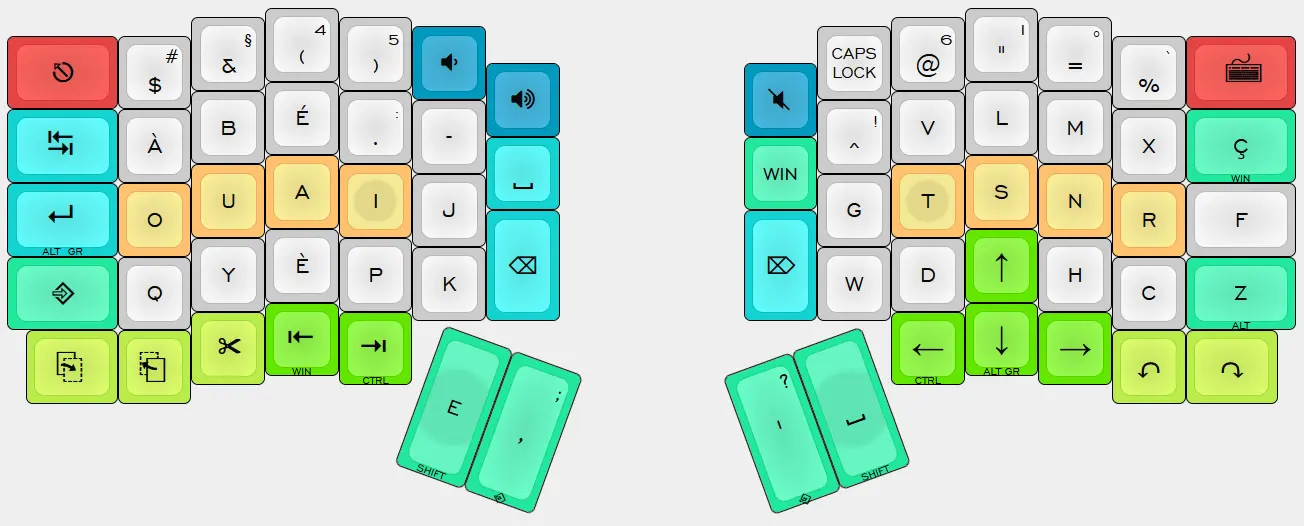 # $
§ &
4 (
5 )
CAPS
LOCK
6 @
! "
° =
` %
À
B
É
: .
-
WIN
! ^
V
L
M
X
Ç
WIN
ALT GR
O
U
A
I
J
G
T
S
N
R
F
Q
Y
È
P
K
W
D
↑
H
C
Z
ALT
WIN
CTRL
←
CTRL
↓
ALT GR
→
E
SHIFT
; ,
? '
SHIFT